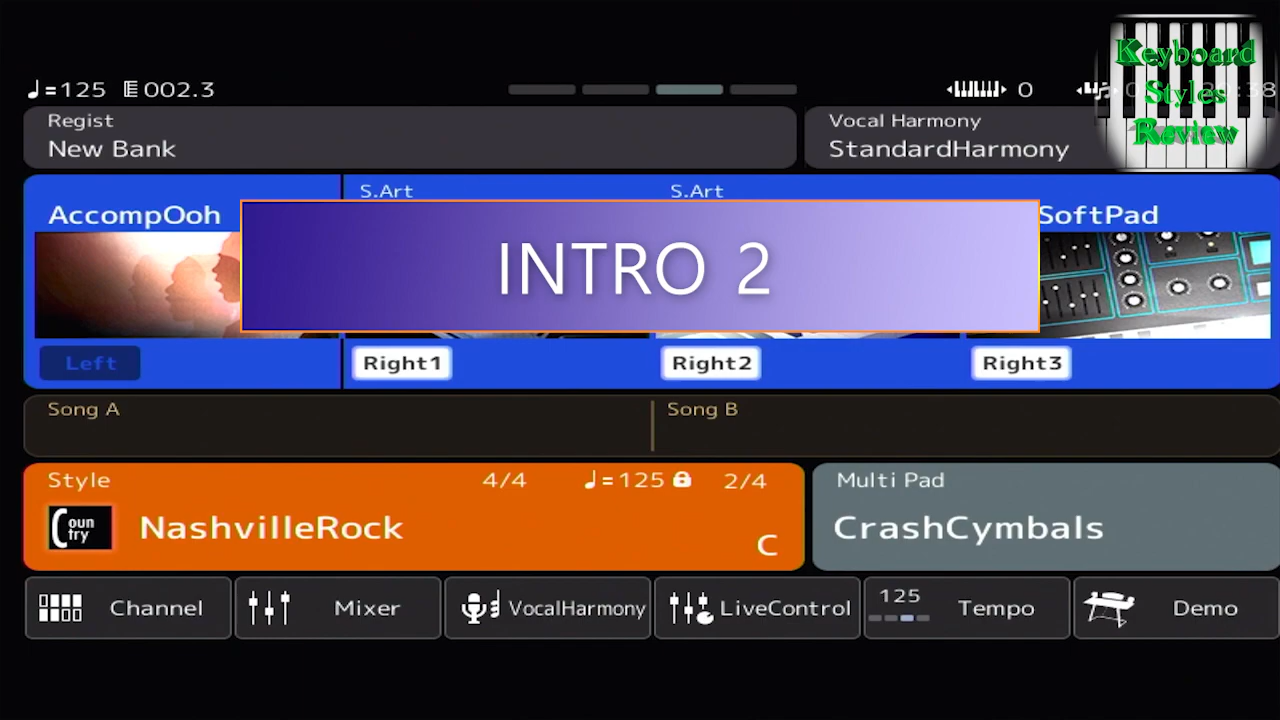 ♩=125 002.3
0
:38
Keyboard
Styles
Review
Regist
New Bank
Vocal Harmony
StandardHarmony
AccompOoh
S.Art
S.Art
SoftPad
INTRO 2
Left
Right1
Right2
Right3
Song A
Song B
Style
4/4 ♩=125 2/4
Country
NashvilleRock
C
Multi Pad
CrashCymbals
Channel
Mixer
VocalHarmony
LiveControl
125
Tempo
Demo